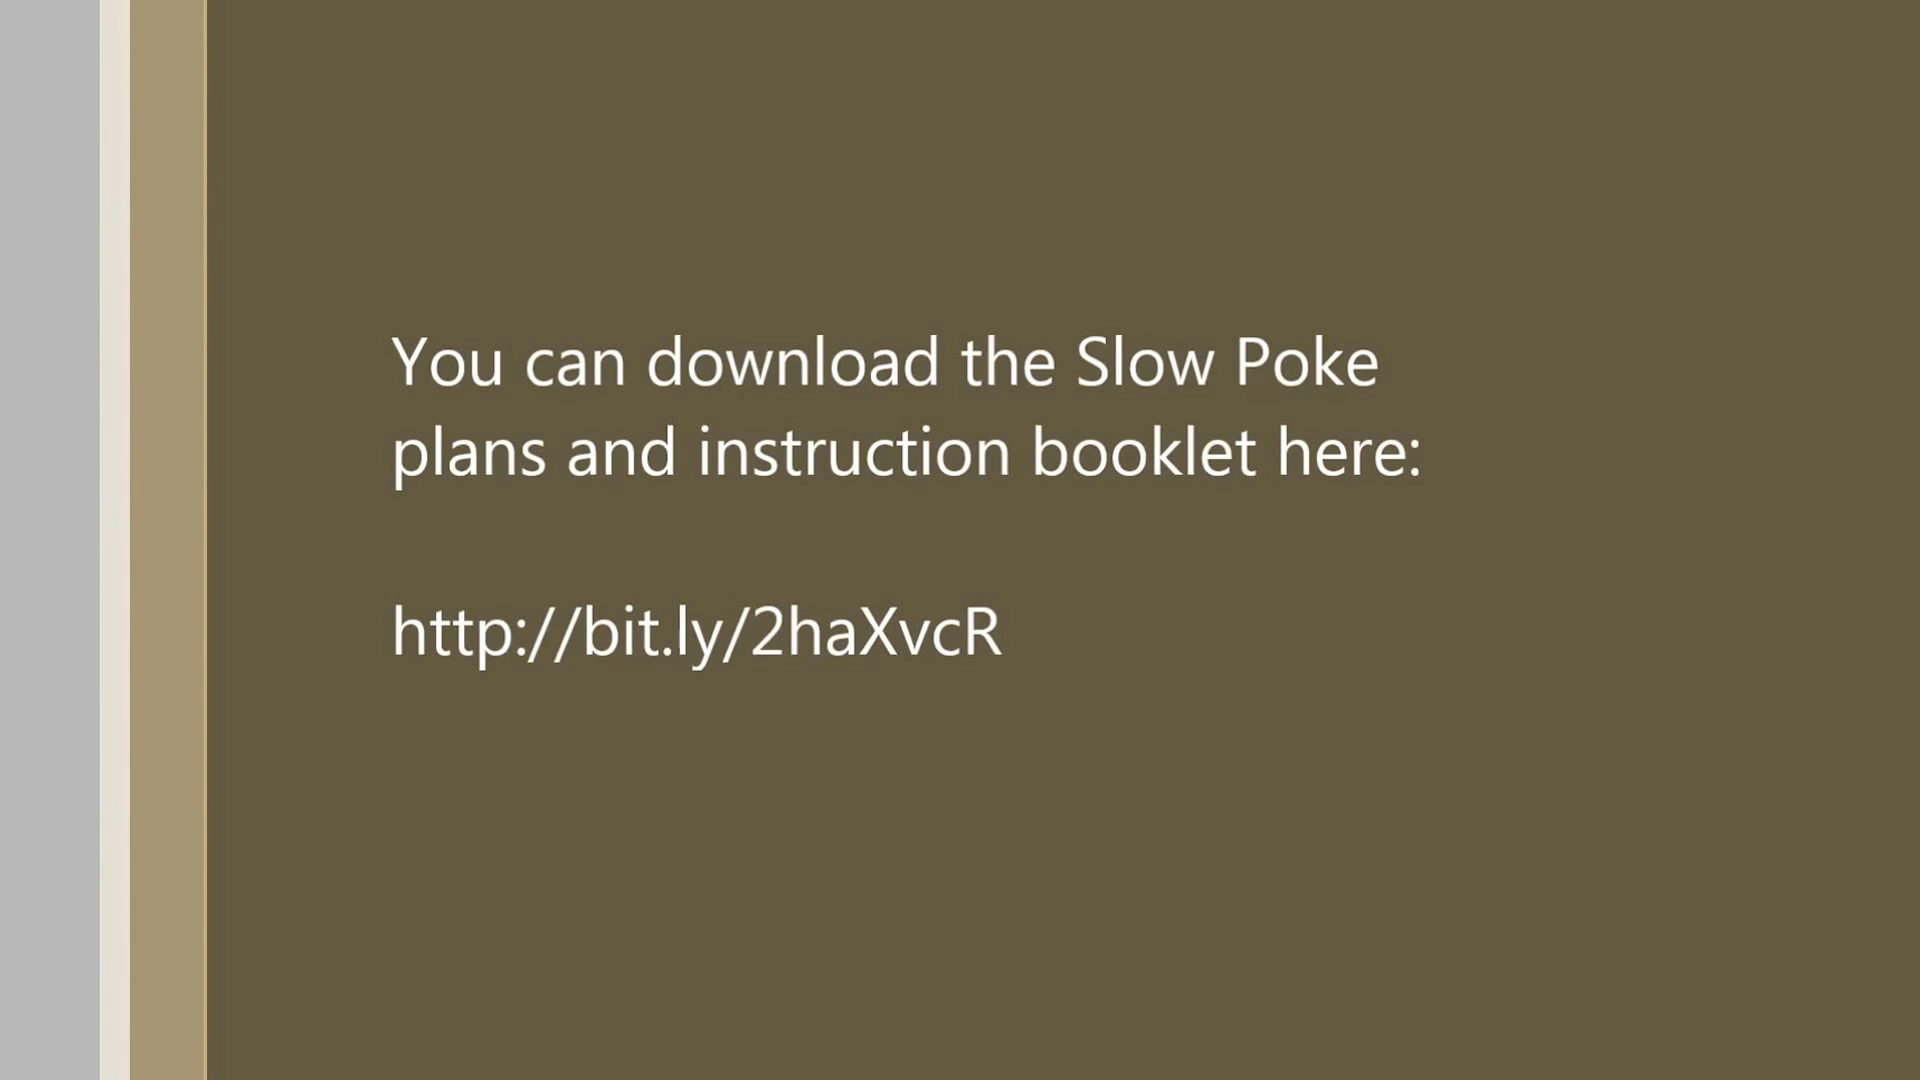 You can download the Slow Poke
plans and instruction booklet here:
http://bit.ly/2haXvcR